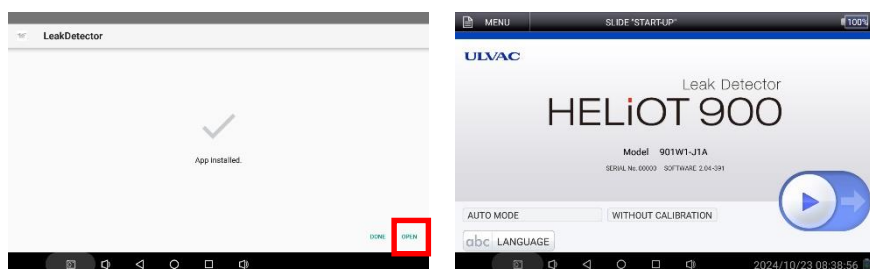 LeakDetector
App installed.
DONE OPEN
MENU SLIDE "START-UP" 100%
ULVAC
Leak Detector
HELiOT 900
Model 901W1-J1A
SERIAL No. 00003 SOFTWARE 2.04-391
AUTO MODE WITHOUT CALIBRATION
abc LANGUAGE
2024/10/23 08:38:56